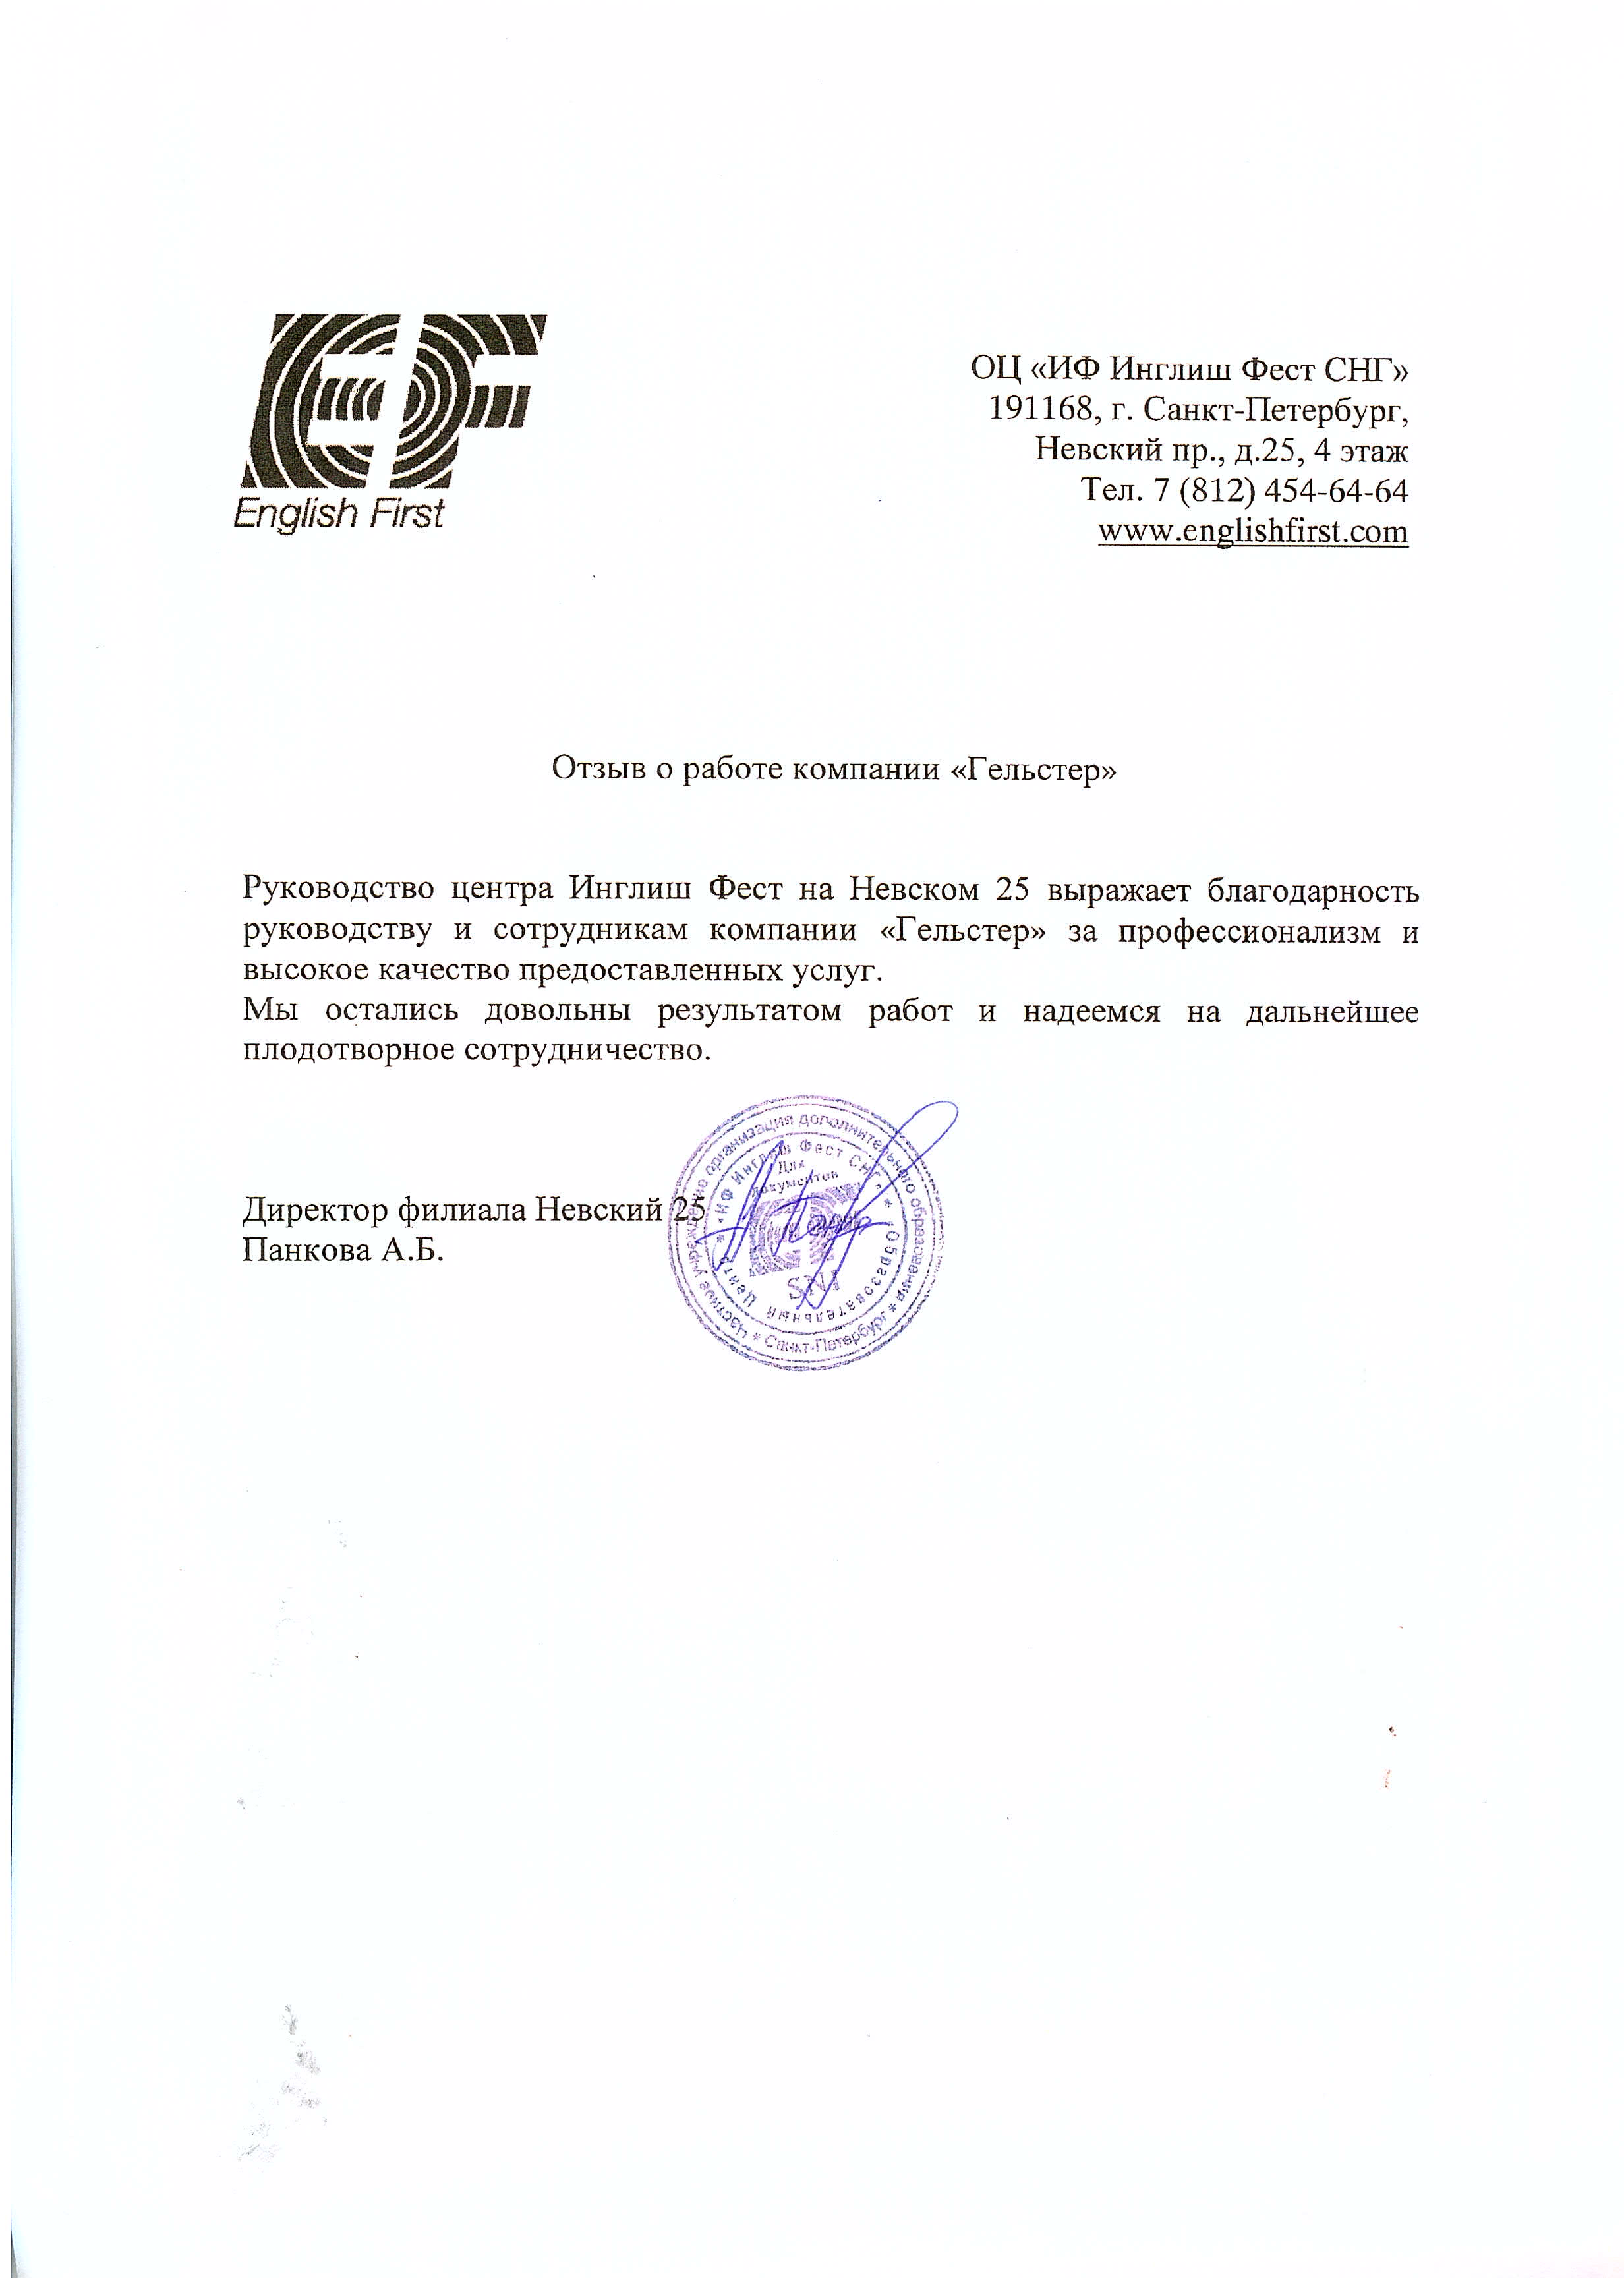 English First
ОЦ «ИФ Инглиш Фест СНГ»
191168, г. Санкт-Петербург,
Невский пр., д.25, 4 этаж
Тел. 7 (812) 454-64-64
www.englishfirst.com
Отзыв о работе компании «Гельстер»
Руководство центра Инглиш Фест на Невском 25 выражает благодарность
руководству и сотрудникам компании «Гельстер» за профессионализм и
высокое качество предоставленных услуг.
Мы остались довольны результатом работ и надеемся на дальнейшее
плодотворное сотрудничество.
Директор филиала Невский 25
Панкова А.Б.
Частное учреждение организация дополнительного образования * Санкт-Петербург *
«ИФ Инглиш Фест СНГ» * Образовательный Центр *
Для
документов